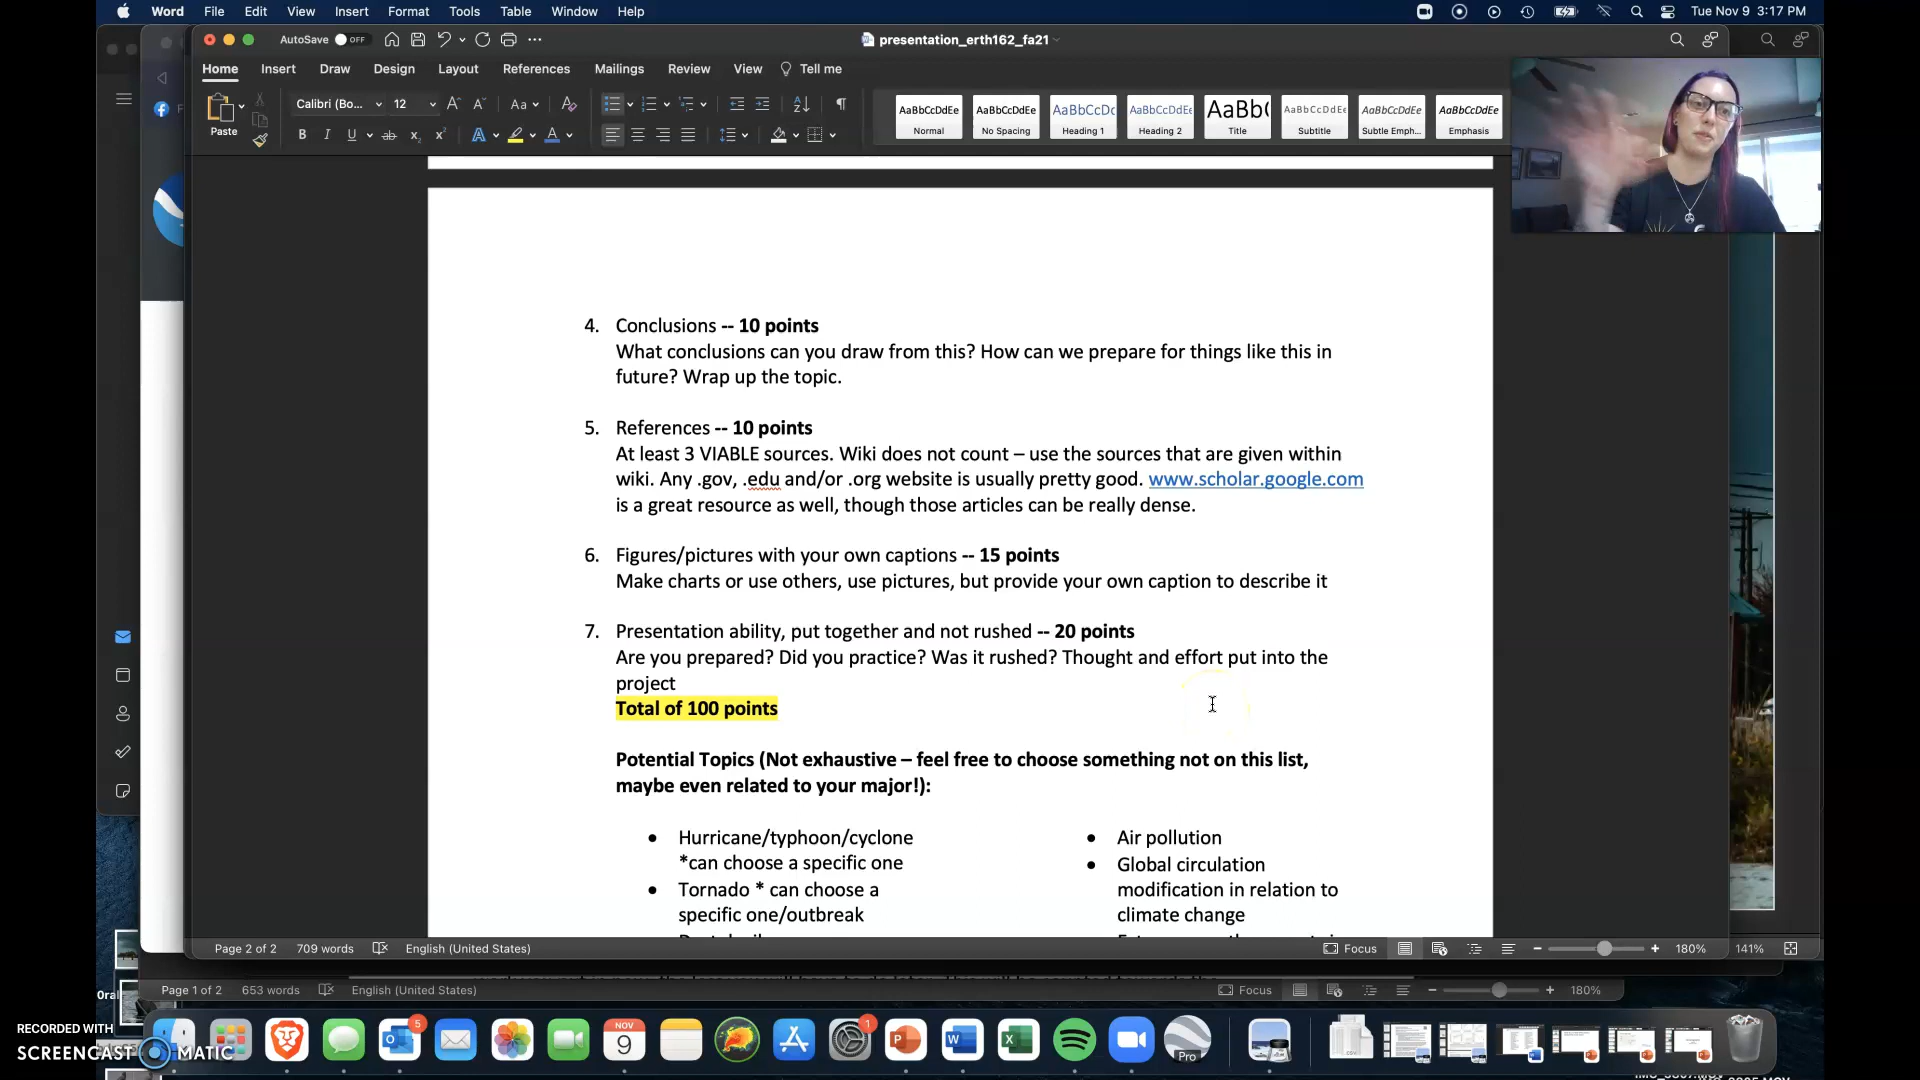 Word File Edit View Insert Format Tools Table Window Help
Tue Nov 9 3:17 PM
AutoSave OFF
presentation_erth162_fa21
Home Insert Draw Design Layout References Mailings Review View Tell me
Paste
Calibri (Bo... 12
AaBbCcDdEe AaBbCcDdEe AaBbCcDc AaBbCcDdEe AaBb( AaBbCcDdEe AaBbCcDdEe AaBbCcDdEe
Normal No Spacing Heading 1 Heading 2 Title Subtitle Subtle Emph... Emphasis
4. Conclusions -- 10 points
What conclusions can you draw from this? How can we prepare for things like this in
future? Wrap up the topic.
5. References -- 10 points
At least 3 VIABLE sources. Wiki does not count – use the sources that are given within
wiki. Any .gov, .edu and/or .org website is usually pretty good. www.scholar.google.com
is a great resource as well, though those articles can be really dense.
6. Figures/pictures with your own captions -- 15 points
Make charts or use others, use pictures, but provide your own caption to describe it
7. Presentation ability, put together and not rushed -- 20 points
Are you prepared? Did you practice? Was it rushed? Thought and effort put into the
project
Total of 100 points
Potential Topics (Not exhaustive – feel free to choose something not on this list,
maybe even related to your major!):
• Hurricane/typhoon/cyclone
*can choose a specific one
• Tornado * can choose a
specific one/outbreak
• Air pollution
• Global circulation
modification in relation to
climate change
Page 2 of 2 709 words English (United States)
Focus
180%
141%
Page 1 of 2 653 words English (United States)
Focus
180%
Oral
5
NOV
9
1
Pro
RECORDED WITH
SCREENCAST MATIC